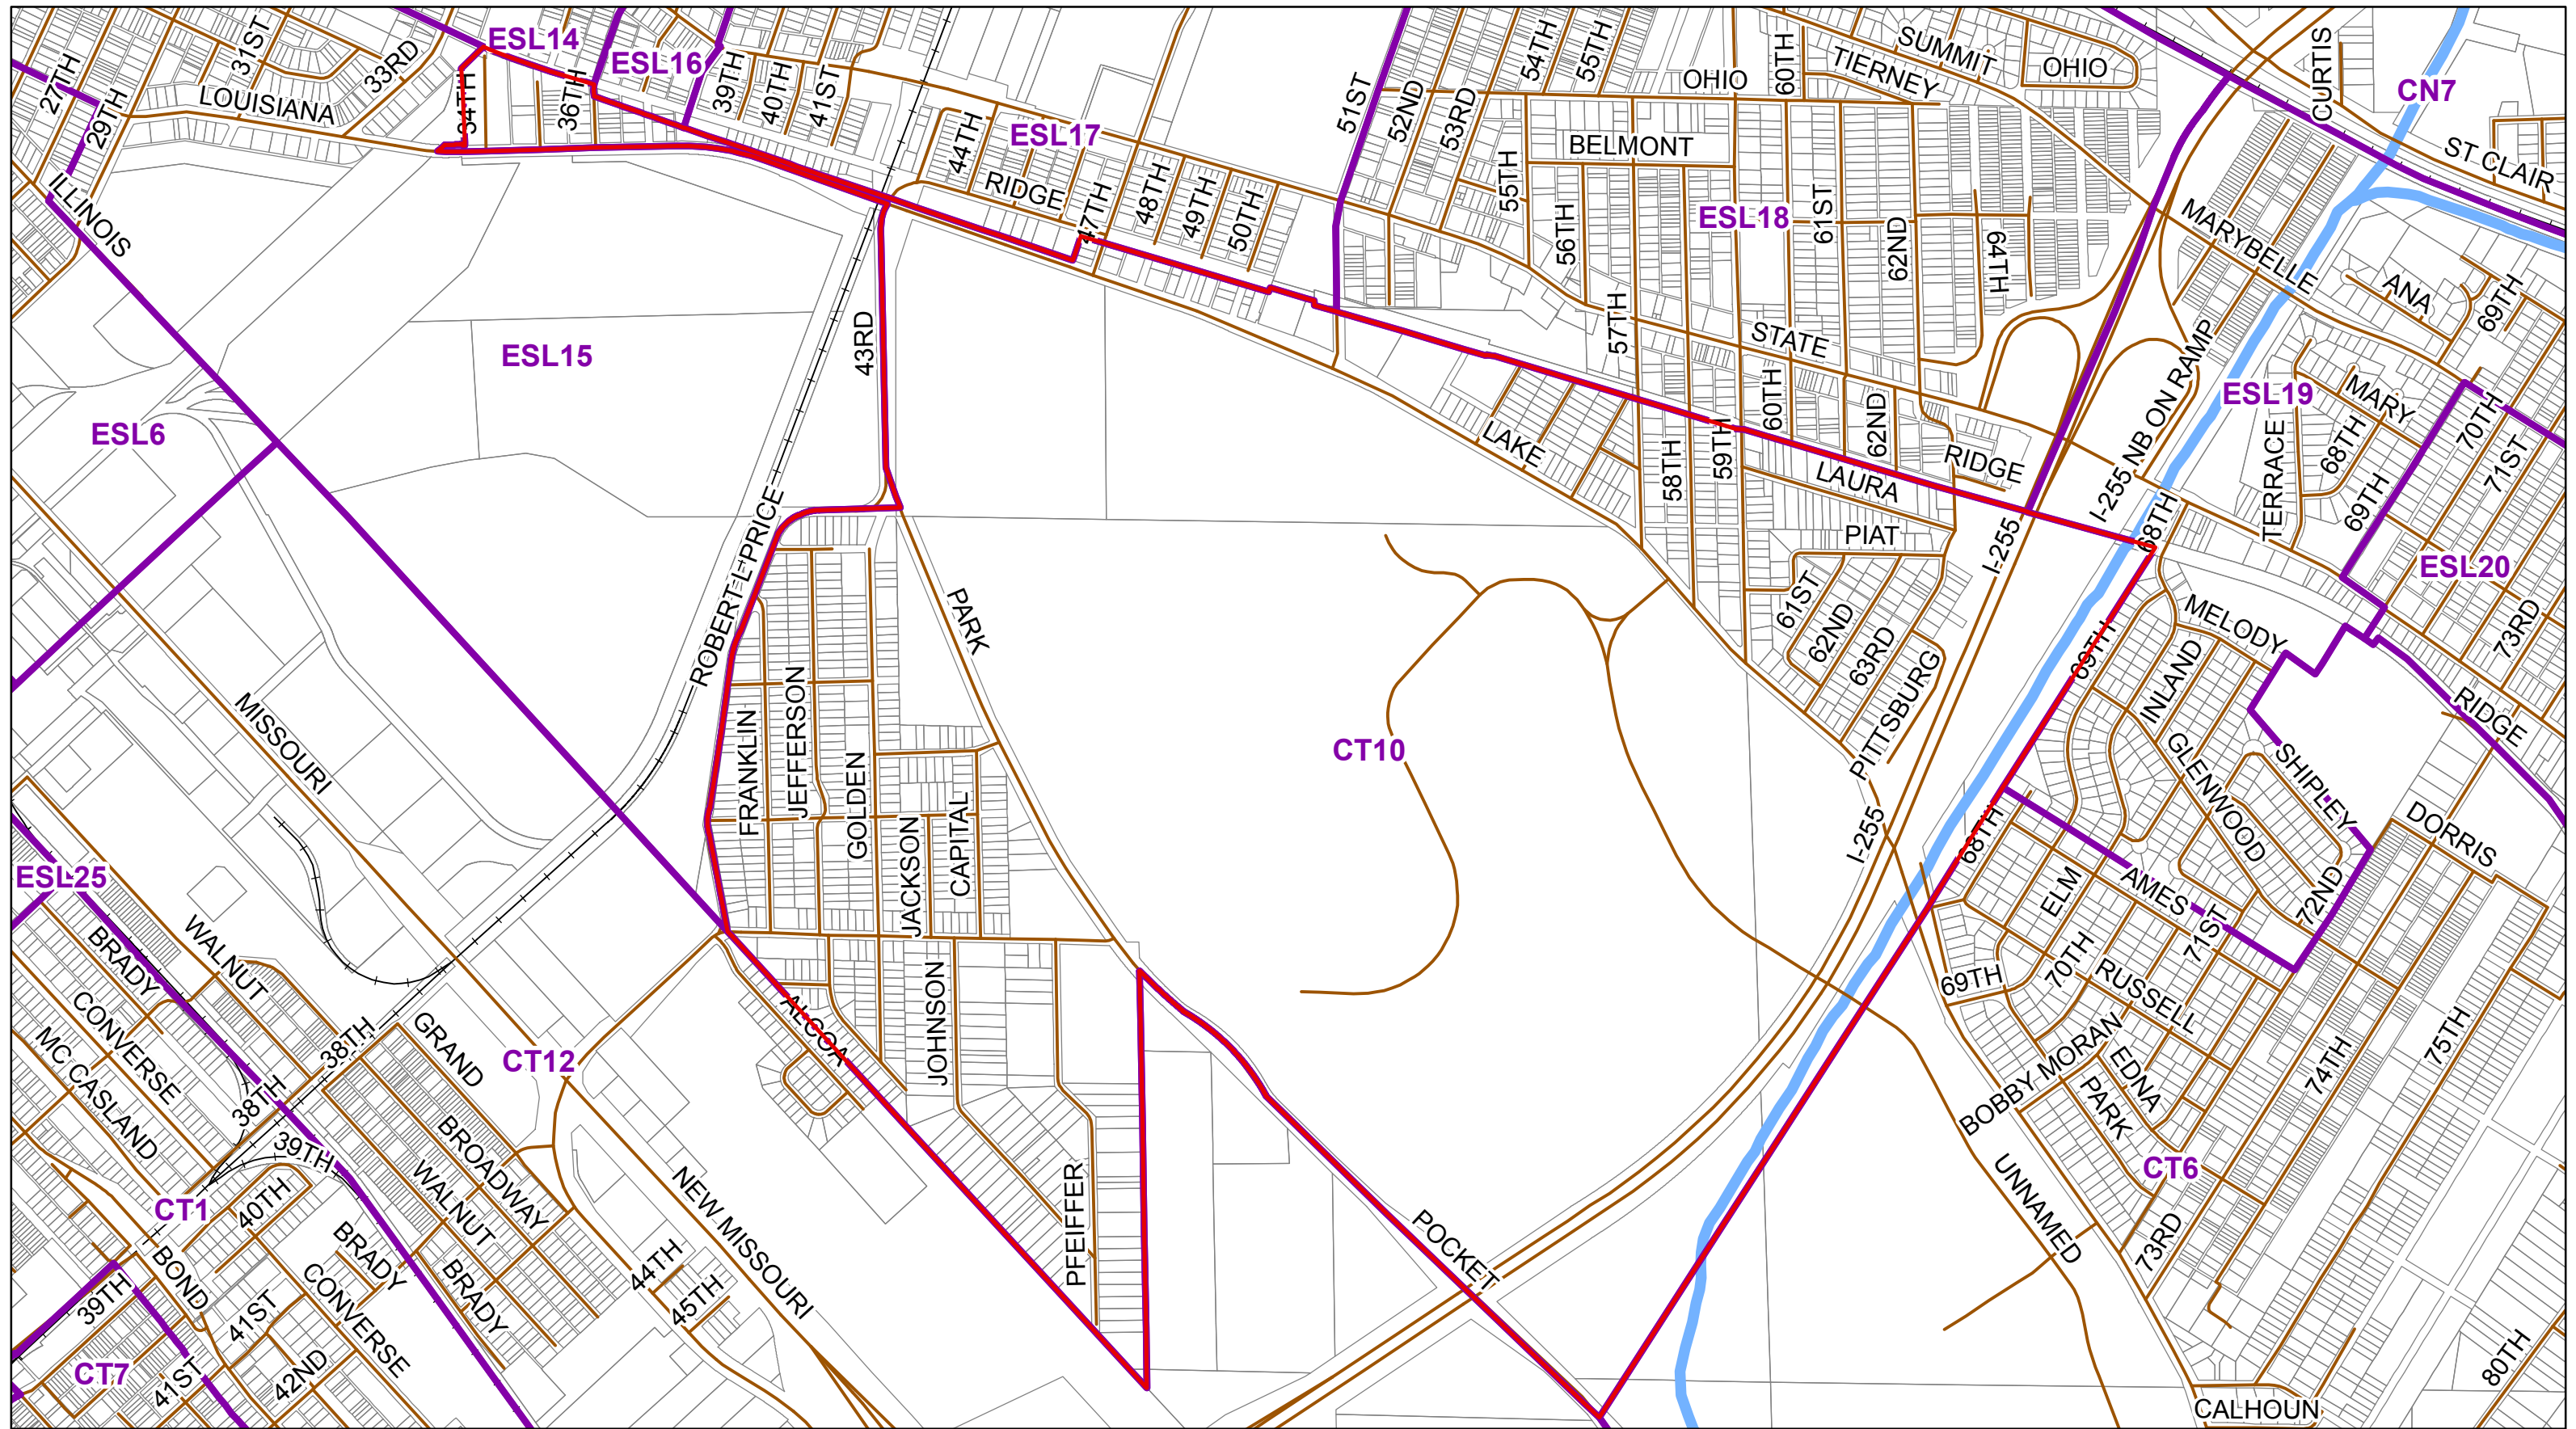 ESL14
ESL16
27TH
29TH
31ST
33RD
LOUISIANA
34TH
36TH
39TH
40TH
41ST
44TH
ESL17
RIDGE
47TH
48TH
49TH
50TH
51ST
52ND
53RD
54TH
55TH
OHIO
60TH
TIERNEY
SUMMIT
OHIO
CURTIS
CN7
ST CLAIR
BELMONT
55TH
56TH
ESL18
61ST
62ND
64TH
MARYBELLE
ANA
69TH
ILLINOIS
ESL15
43RD
57TH
STATE
60TH
62ND
RIDGE
I-255 NB ON RAMP
ESL19
MARY
68TH
TERRACE
69TH
70TH
71ST
ESL6
LAKE
58TH
59TH
LAURA
PIAT
I-255
68TH
ESL20
73RD
ROBERT L PRICE
PARK
61ST
62ND
63RD
PITTSBURG
69TH
MELODY
INLAND
GLENWOOD
SHIPLEY
RIDGE
DORRIS
MISSOURI
FRANKLIN
JEFFERSON
GOLDEN
JACKSON
CAPITAL
CT10
I-255
68TH
ELM
AMES
71ST
72ND
ESL25
BRADY
WALNUT
CONVERSE
MC CASLAND
38TH
38TH
39TH
GRAND
CT12
ALCOA
JOHNSON
PFEIFFER
69TH
70TH
RUSSELL
BOBBY MORAN
EDNA
PARK
74TH
75TH
CT6
CT1
40TH
BROADWAY
WALNUT
BRADY
BRADY
NEW MISSOURI
44TH
45TH
POCKET
UNNAMED
73RD
BOND
39TH
41ST
CONVERSE
CT7
41ST
42ND
80TH
CALHOUN